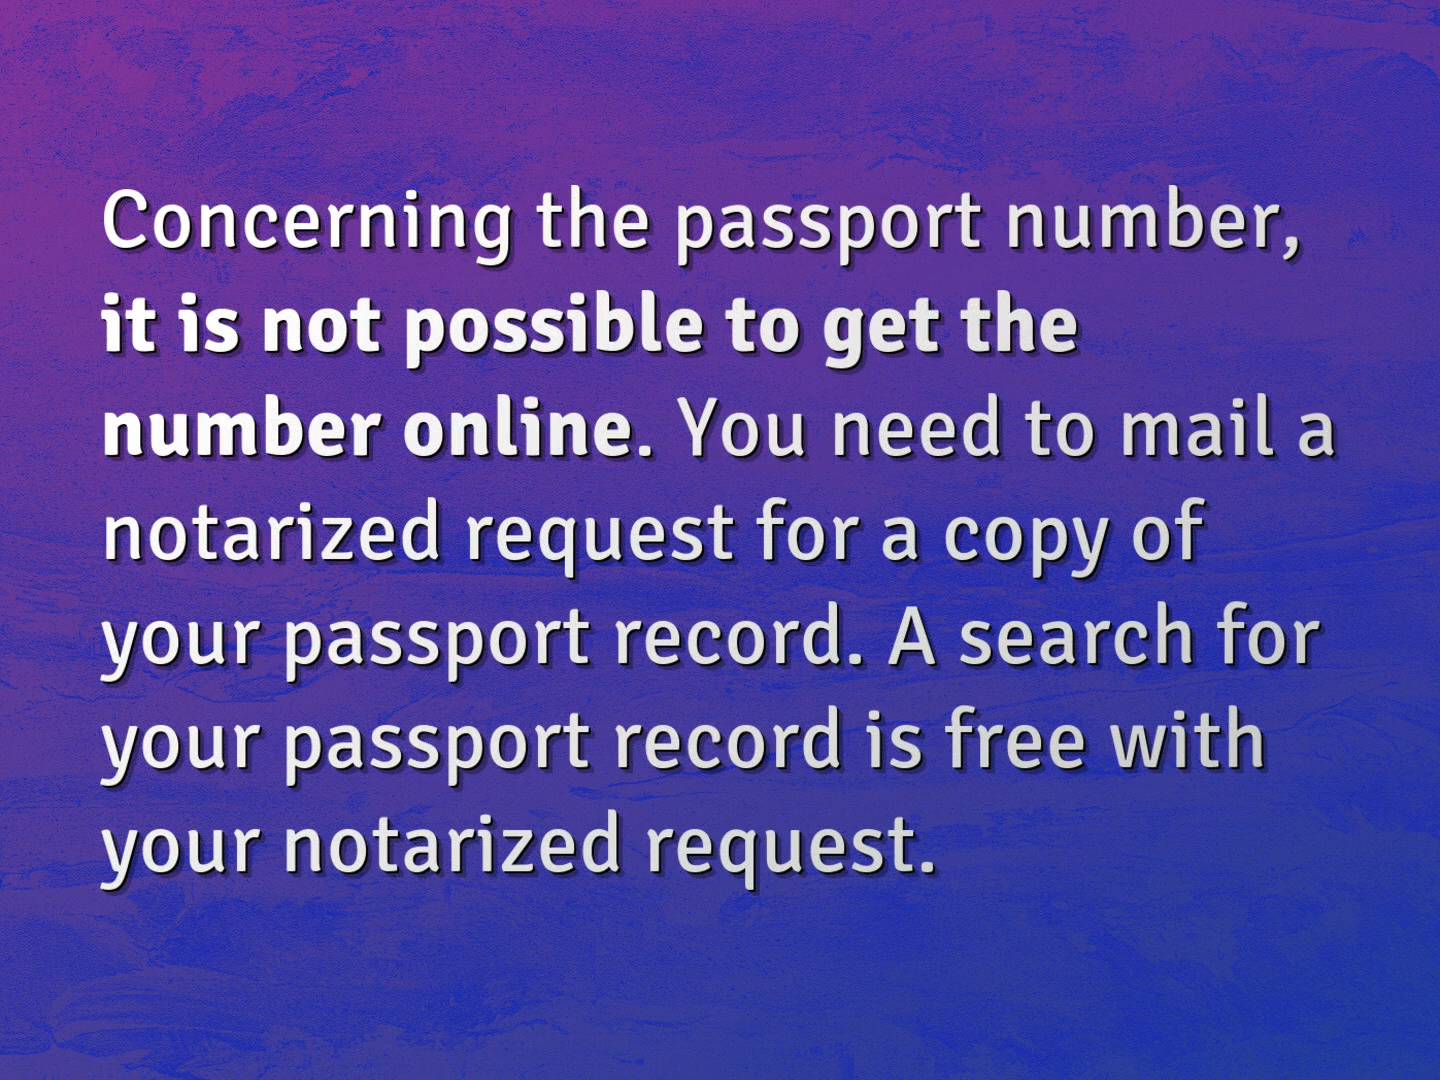 Concerning the passport number,
it is not possible to get the
number online. You need to mail a
notarized request for a copy of
your passport record. A search for
your passport record is free with
your notarized request.